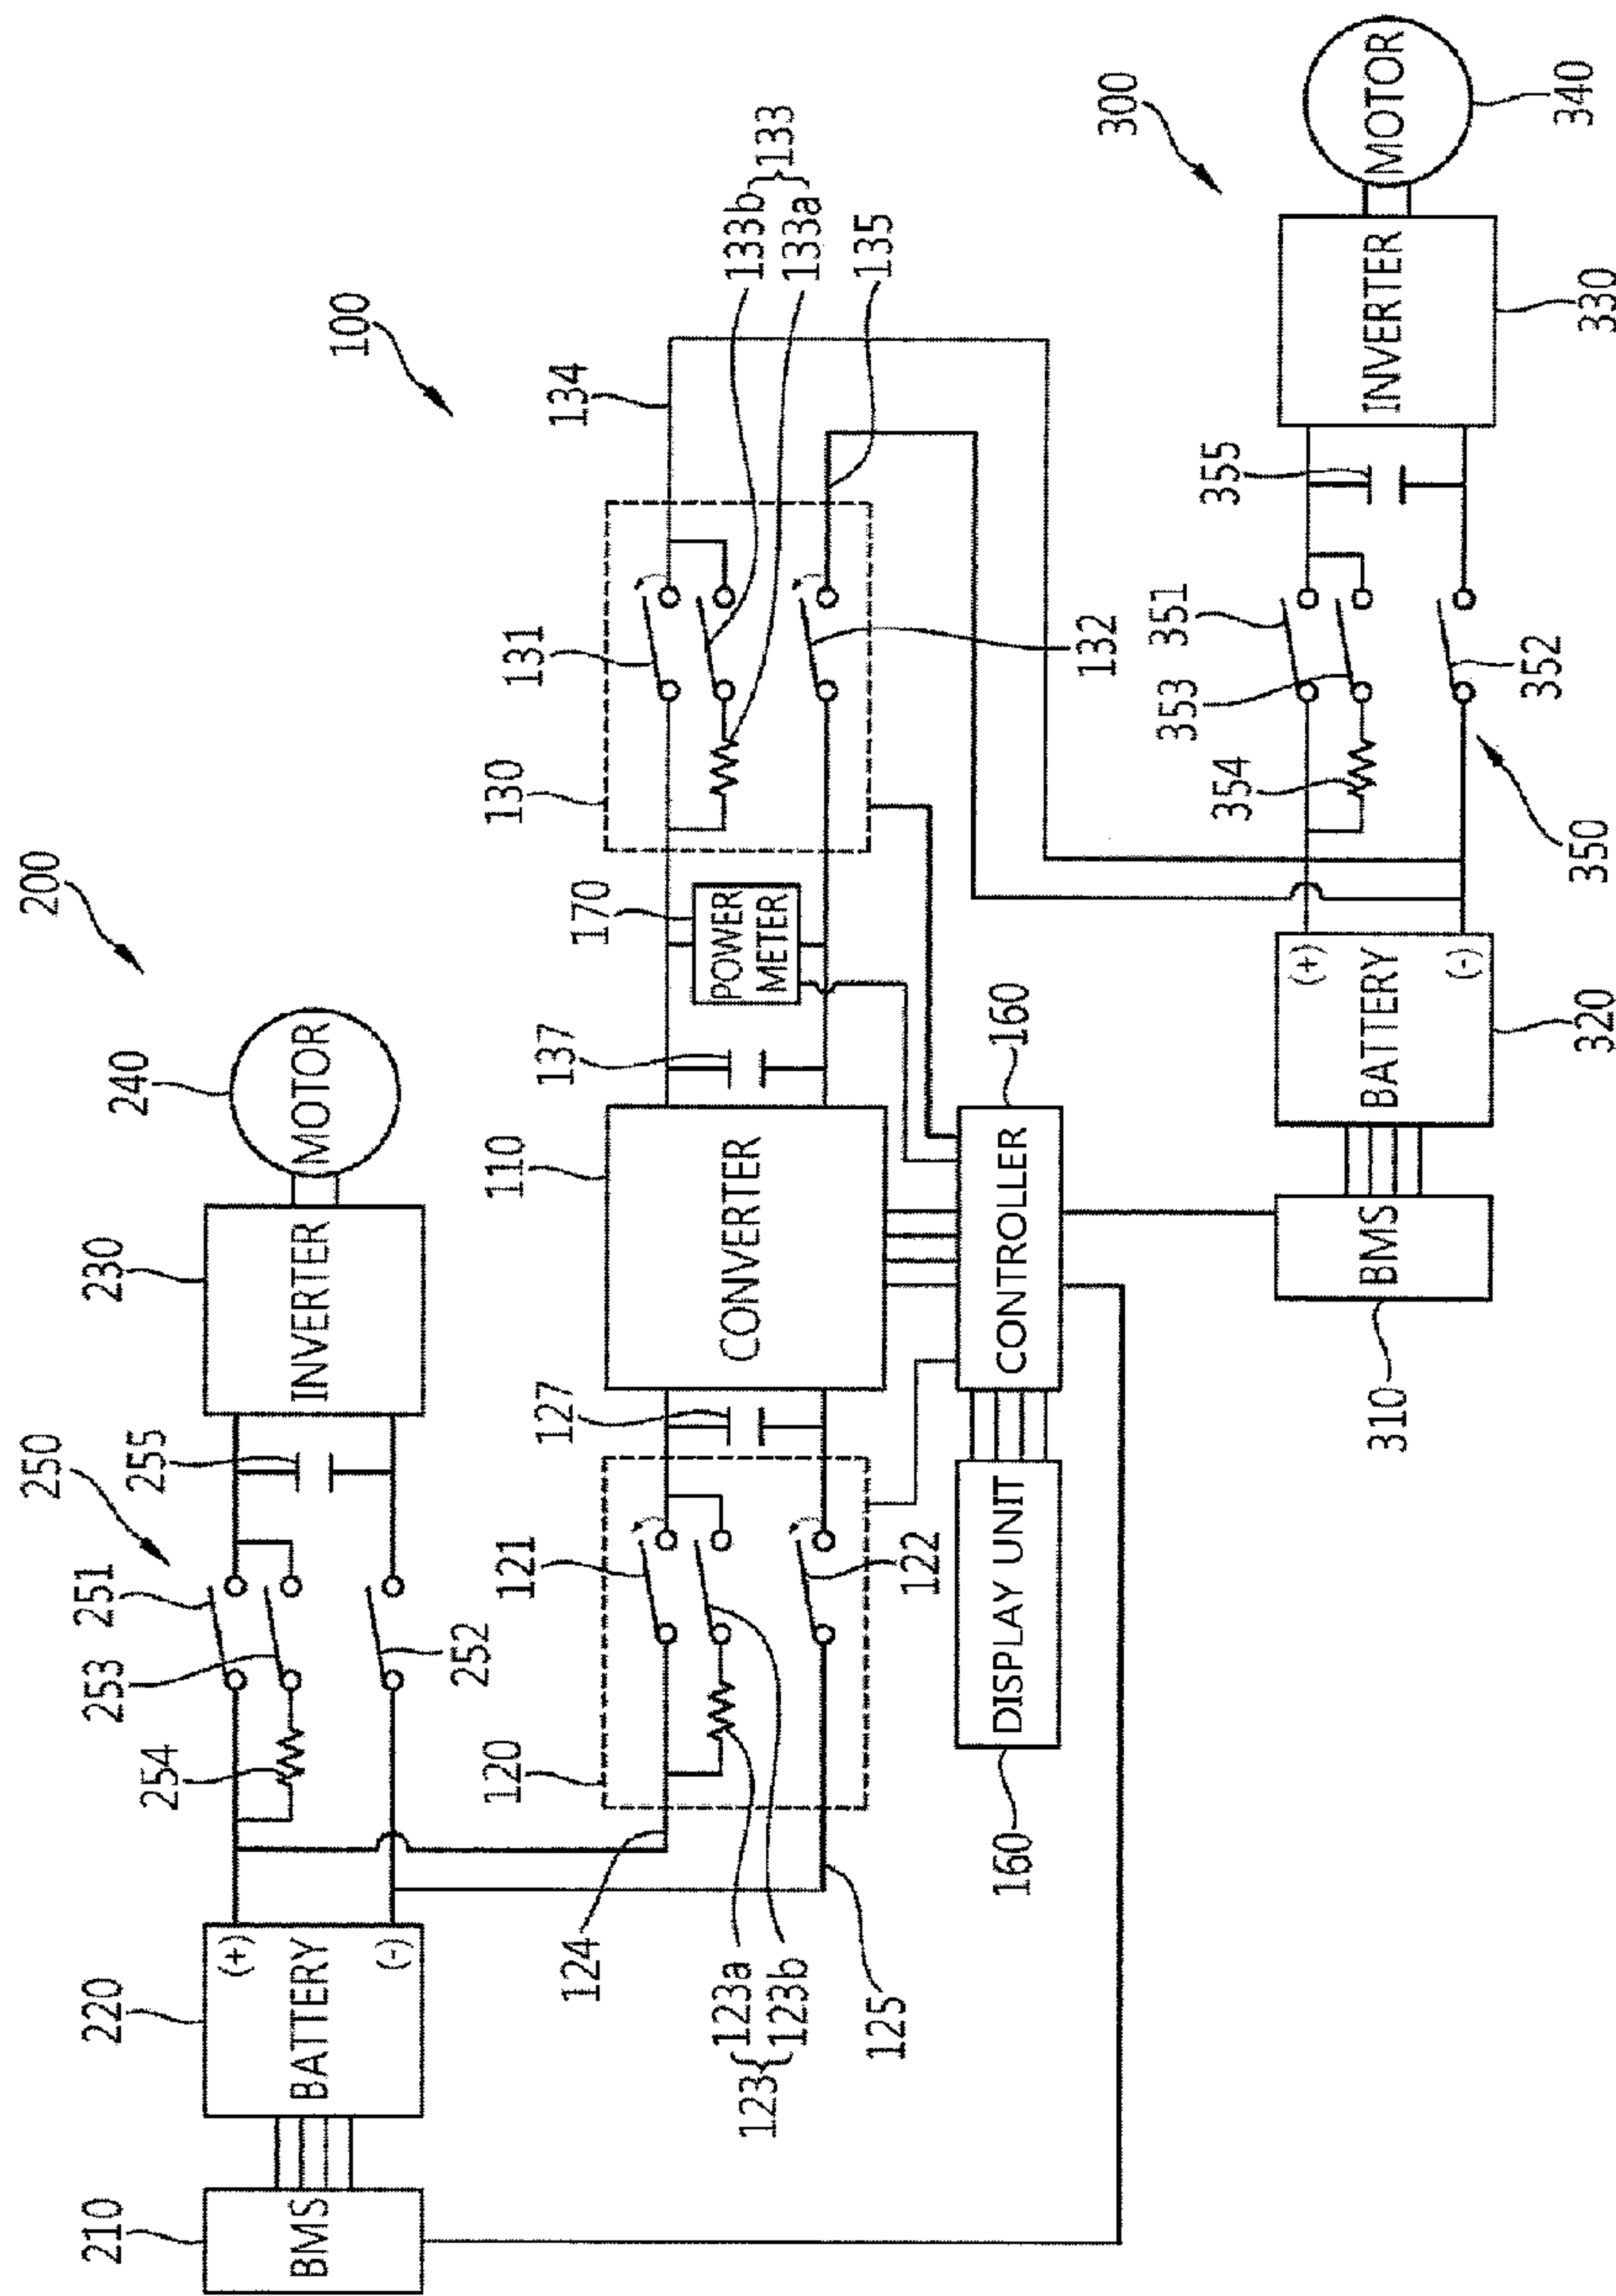 200
240
MOTOR
230
INVERTER
250
255
251
253
254
252
220
BATTERY
(+)
(-)
210
BMS
100
133b
133a
}133
134
135
131
132
130
170
POWER
METER
137
110
CONVERTER
127
121
122
120
124
123a
123{
123b
125
160
CONTROLLER
DISPLAY UNIT
160
300
MOTOR
340
INVERTER
330
355
351
353
354
352
350
(+)
(-)
BATTERY
320
BMS
310